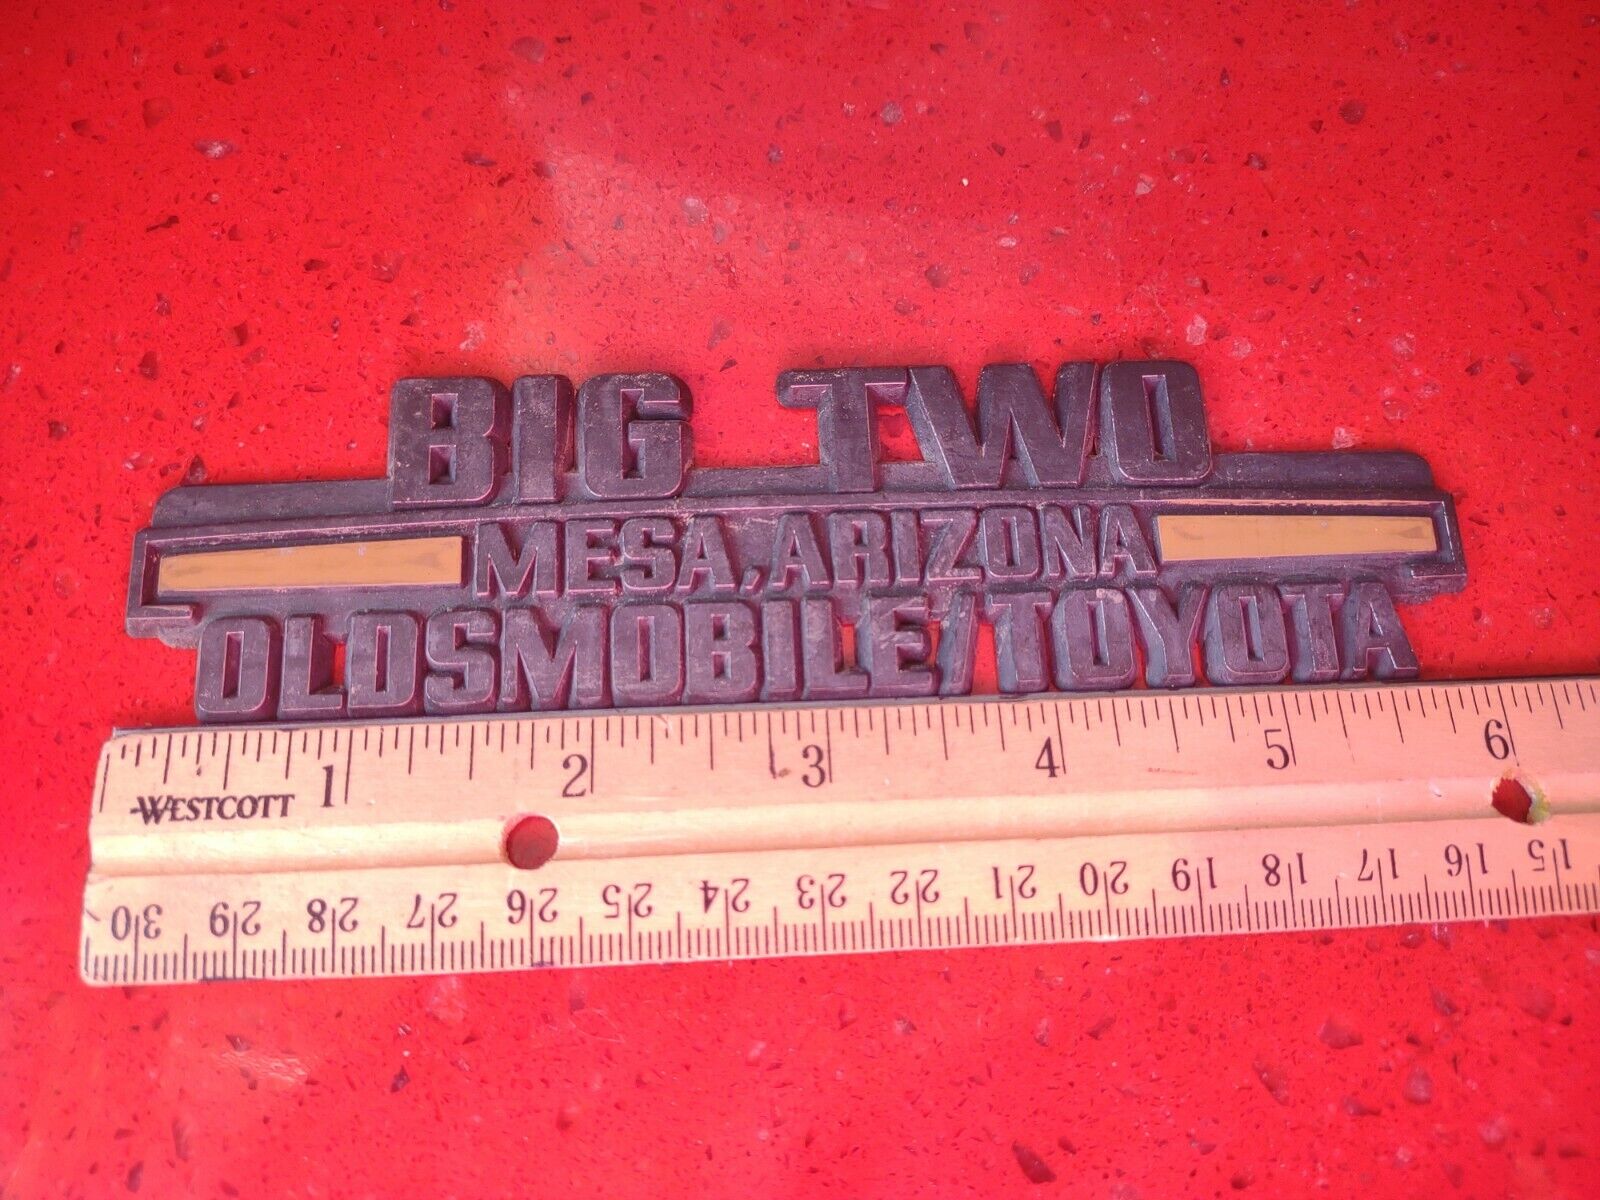 BIG TWO
MESA, ARIZONA
OLDSMOBILE/TOYOTA
1 2 3 4 5 6
WESTCOTT
30 29 28 27 26 25 24 23 22 21 20 19 18 17 16 15